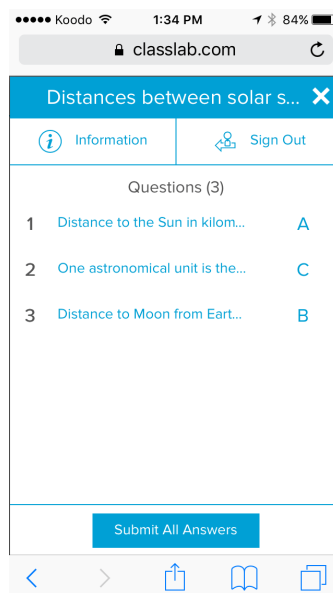 Koodo 1:34 PM 84%
classlab.com
Distances between solar s...
Information Sign Out
Questions (3)
1 Distance to the Sun in kilom... A
2 One astronomical unit is the... C
3 Distance to Moon from Eart... B
Submit All Answers